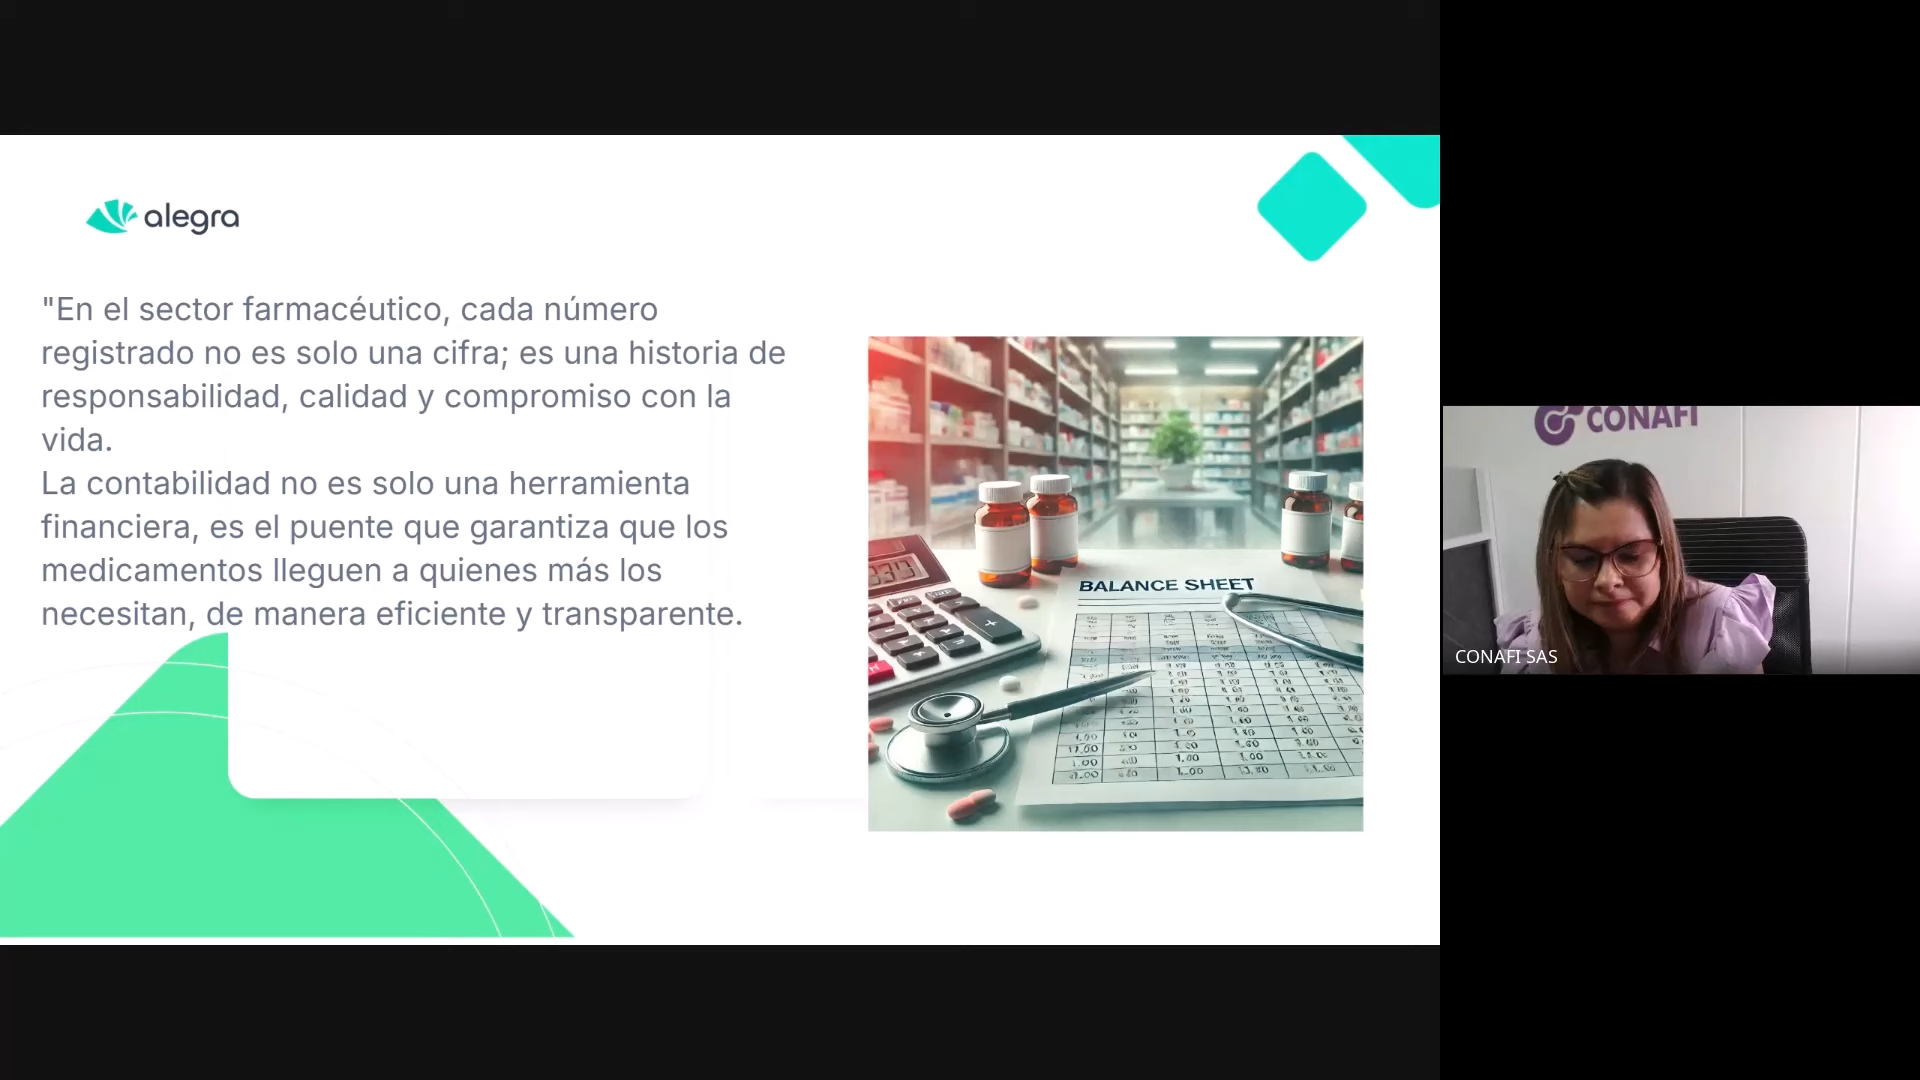 alegra
"En el sector farmacéutico, cada número
registrado no es solo una cifra; es una historia de
responsabilidad, calidad y compromiso con la
vida.
La contabilidad no es solo una herramienta
financiera, es el puente que garantiza que los
medicamentos lleguen a quienes más los
necesitan, de manera eficiente y transparente.
BALANCE SHEET
CONAFI
CONAFI SAS